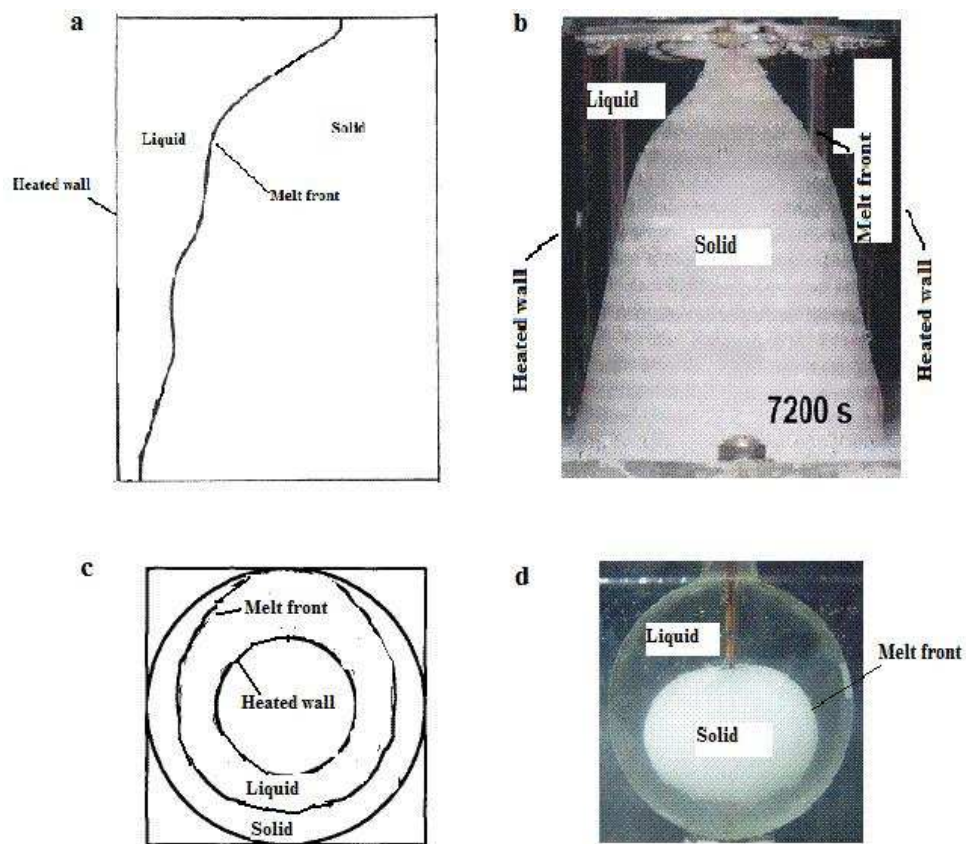 a
Liquid
Solid
Heated wall
Melt front
b
Liquid
Melt front
Solid
Heated wall
Heated wall
7200 s
c
Melt front
Heated wall
Liquid
Solid
d
Liquid
Melt front
Solid